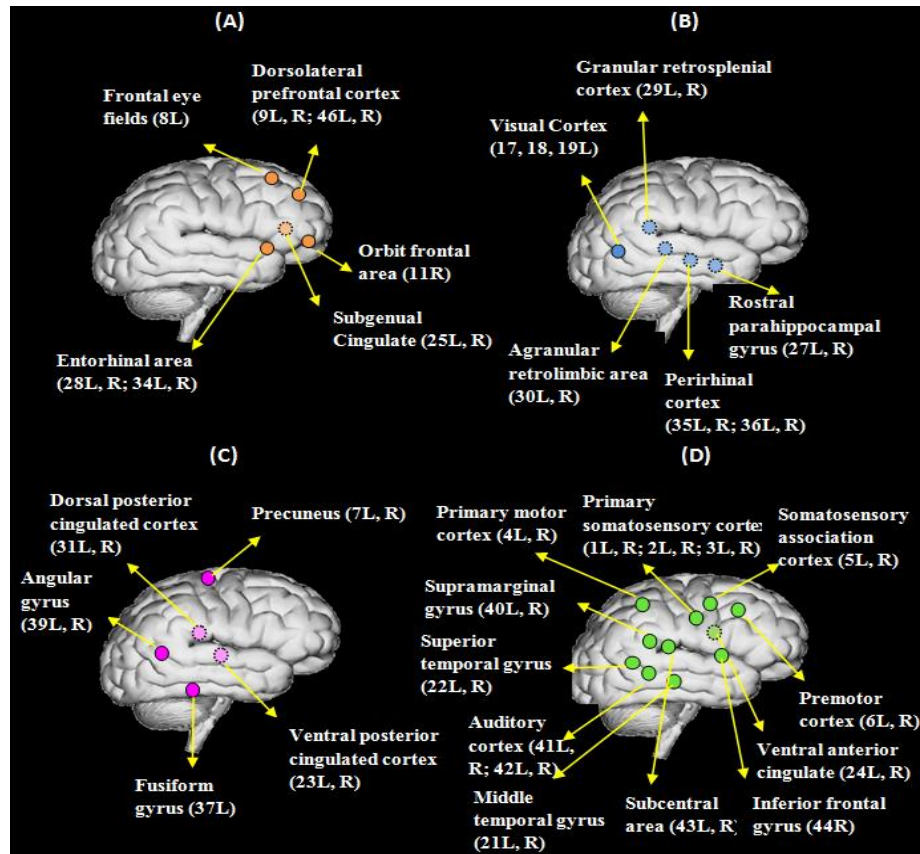 (A)
Frontal eye
fields (8L)
Dorsolateral
prefrontal cortex
(9L, R; 46L, R)
Orbit frontal
area (11R)
Subgenual
Cingulate (25L, R)
Entorhinal area
(28L, R; 34L, R)
(B)
Granular retrosplenial
cortex (29L, R)
Visual Cortex
(17, 18, 19L)
Rostral
parahippocampal
gyrus (27L, R)
Agranular
retrolimbic area
(30L, R)
Perirhinal
cortex
(35L, R; 36L, R)
(C)
Dorsal posterior
cingulated cortex
(31L, R)
Precuneus (7L, R)
Angular
gyrus
(39L, R)
Ventral posterior
cingulated cortex
(23L, R)
Fusiform
gyrus (37L)
(D)
Primary motor
cortex (4L, R)
Primary
somatosensory cortex
(1L, R; 2L, R; 3L, R)
Somatosensory
association
cortex (5L, R)
Supramarginal
gyrus (40L, R)
Superior
temporal gyrus
(22L, R)
Auditory
cortex (41L,
R; 42L, R)
Middle
temporal gyrus
(21L, R)
Subcentral
area (43L, R)
Premotor
cortex (6L, R)
Ventral anterior
cingulate (24L, R)
Inferior frontal
gyrus (44R)